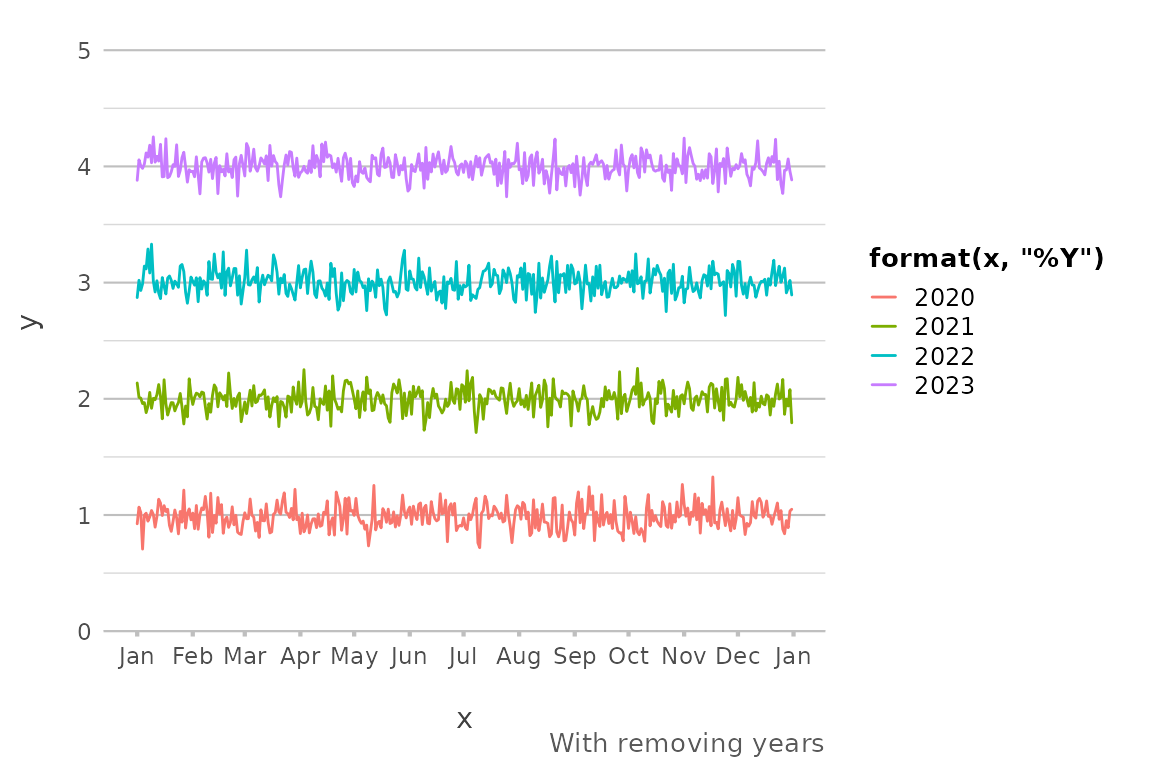 5
4
3
2
1
0
y
Jan Feb Mar Apr May Jun Jul Aug Sep Oct Nov Dec Jan
x
With removing years
format(x, "%Y")
2020
2021
2022
2023